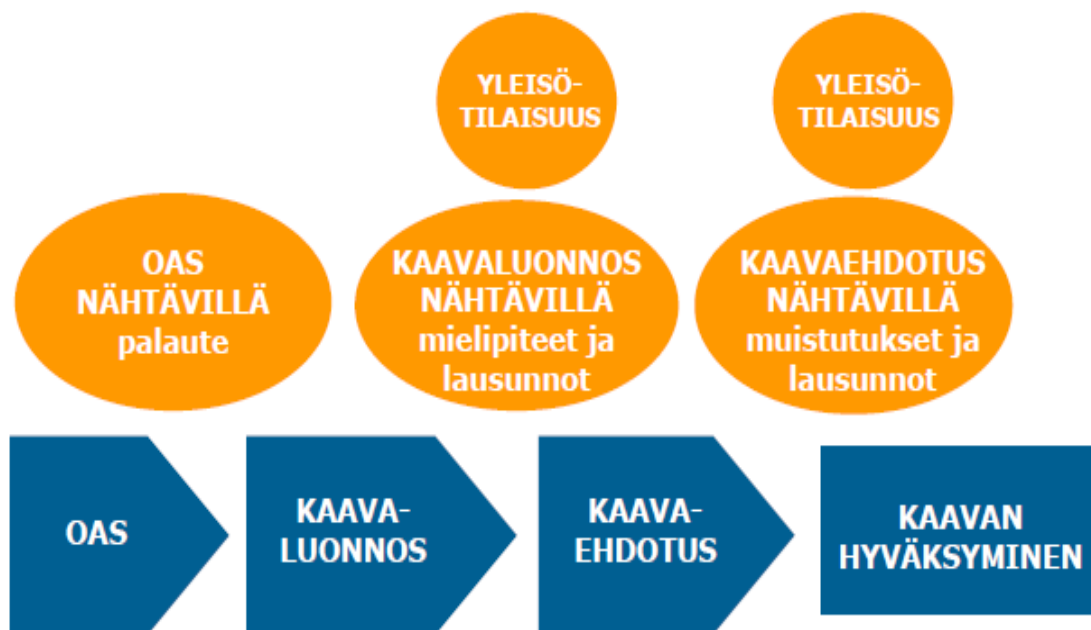 YLEISÖ-
TILAISUUS
YLEISÖ-
TILAISUUS
OAS
NÄHTÄVILLÄ
palaute
KAAVALUONNOS
NÄHTÄVILLÄ
mielipiteet ja
lausunnot
KAAVAEHDOTUS
NÄHTÄVILLÄ
muistutukset ja
lausunnot
OAS
KAAVA-
LUONNOS
KAAVA-
EHDOTUS
KAAVAN
HYVÄKSYMINEN